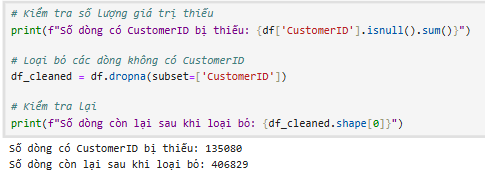 # Kiểm tra số lượng giá trị thiếu
print(f"Số dòng có CustomerID bị thiếu: {df['CustomerID'].isnull().sum()}")
# Loại bỏ các dòng không có CustomerID
df_cleaned = df.dropna(subset=['CustomerID'])
# Kiểm tra lại
print(f"Số dòng còn lại sau khi loại bỏ: {df_cleaned.shape[0]}")
Số dòng có CustomerID bị thiếu: 135080
Số dòng còn lại sau khi loại bỏ: 406829